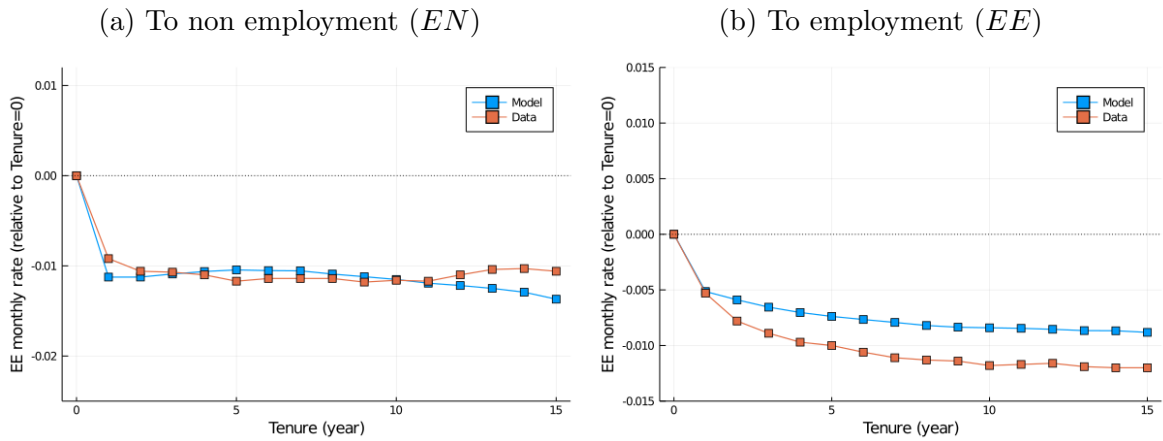 (a) To non employment (EN)
EE monthly rate (relative to Tenure=0)
0.01
0.00
-0.01
-0.02
Model
Data
0
5
10
15
Tenure (year)
(b) To employment (EE)
EE monthly rate (relative to Tenure=0)
0.015
0.010
0.005
0.000
-0.005
-0.010
-0.015
Model
Data
0
5
10
15
Tenure (year)